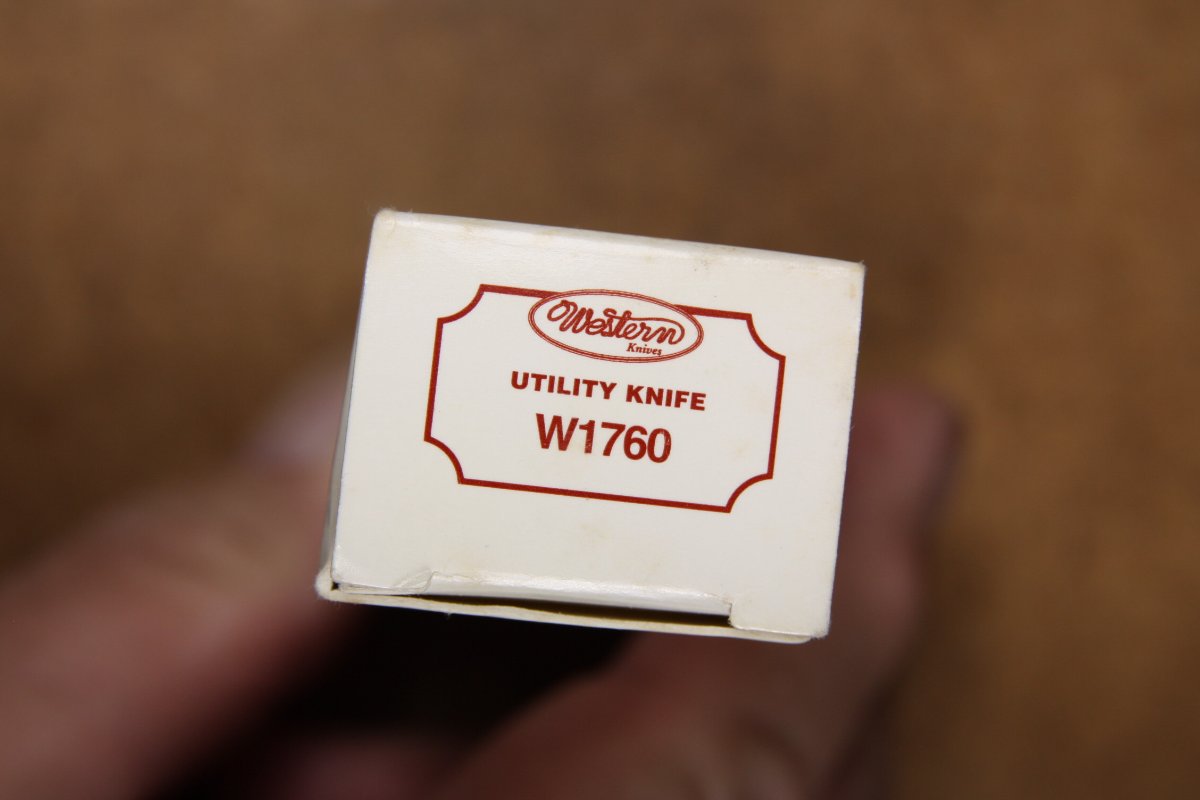 Western
Knives
UTILITY KNIFE
W1760